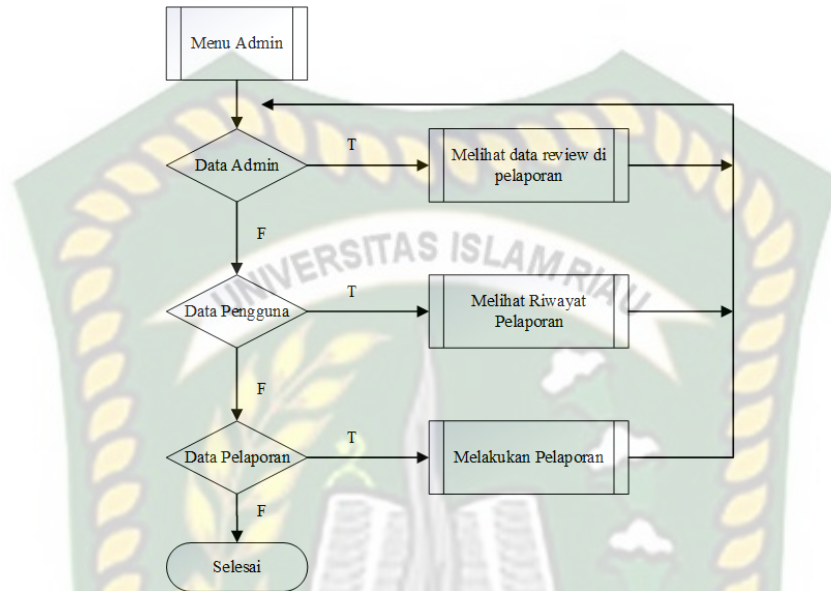 Menu Admin
Data Admin
T
Melihat data review di
pelaporan
F
UNIVERSITAS ISLAM RIAU
Data Pengguna
T
Melihat Riwayat
Pelaporan
F
Data Pelaporan
T
Melakukan Pelaporan
F
Selesai